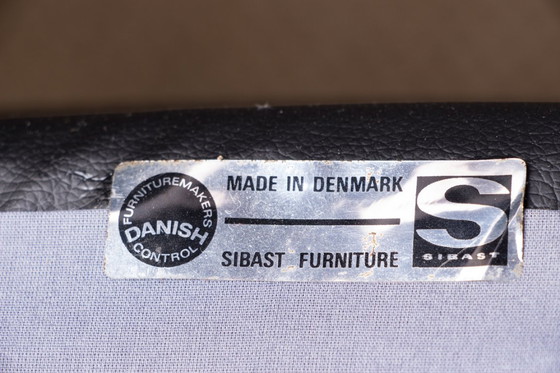 FURNITUREMAKERS
DANISH
CONTROL
MADE IN DENMARK
SIBAST FURNITURE
S
SIBAST